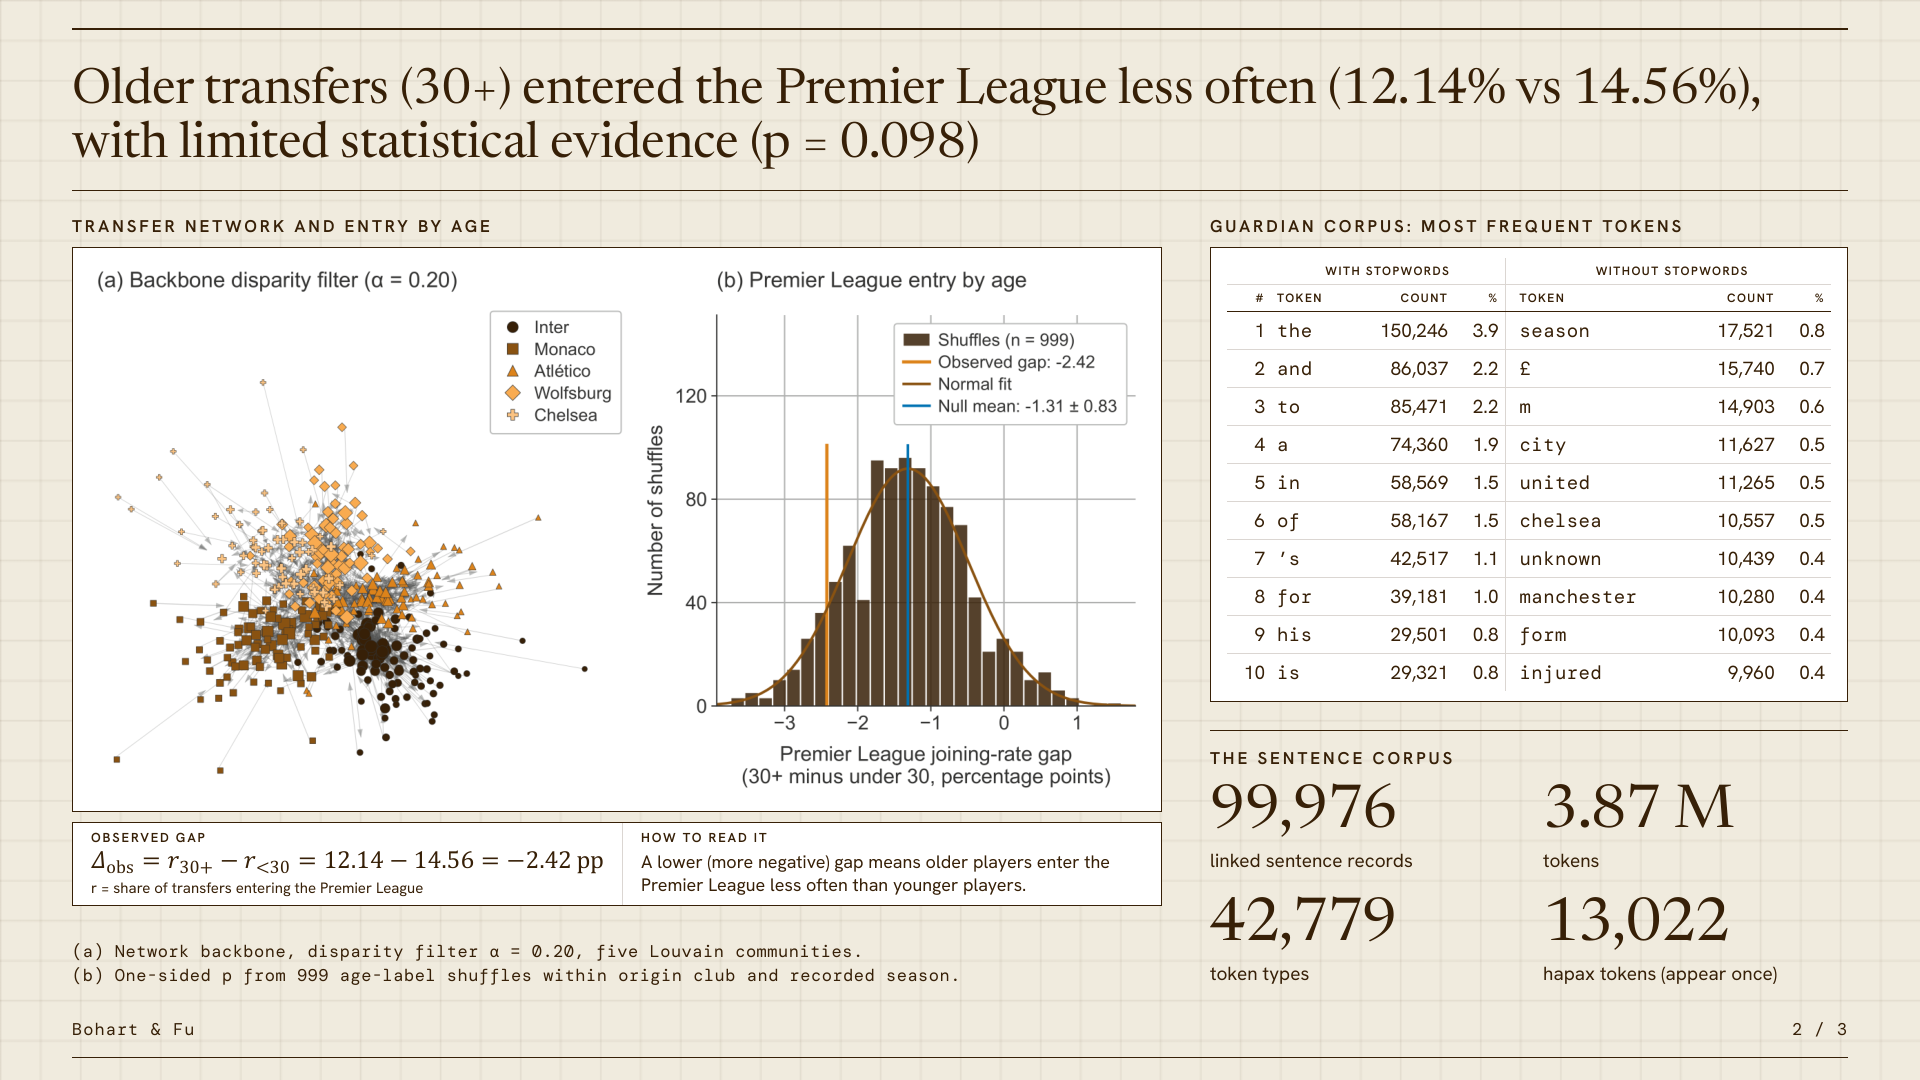 Older transfers (30+) entered the Premier League less often (12.14% vs 14.56%),
with limited statistical evidence (p = 0.098)
TRANSFER NETWORK AND ENTRY BY AGE
(a) Backbone disparity filter (α = 0.20)
Inter
Monaco
Atlético
Wolfsburg
Chelsea
(b) Premier League entry by age
Shuffles (n = 999)
Observed gap: -2.42
Normal fit
Null mean: -1.31 ± 0.83
Number of shuffles
120
80
40
0
−3 −2 −1 0 1
Premier League joining-rate gap
(30+ minus under 30, percentage points)
OBSERVED GAP
Δobs = r30+ − r<30 = 12.14 − 14.56 = −2.42 pp
r = share of transfers entering the Premier League
HOW TO READ IT
A lower (more negative) gap means older players enter the
Premier League less often than younger players.
(a) Network backbone, disparity filter α = 0.20, five Louvain communities.
(b) One-sided p from 999 age-label shuffles within origin club and recorded season.
GUARDIAN CORPUS: MOST FREQUENT TOKENS
WITH STOPWORDS WITHOUT STOPWORDS
# TOKEN COUNT % TOKEN COUNT %
1 the 150,246 3.9 season 17,521 0.8
2 and 86,037 2.2 £ 15,740 0.7
3 to 85,471 2.2 m 14,903 0.6
4 a 74,360 1.9 city 11,627 0.5
5 in 58,569 1.5 united 11,265 0.5
6 of 58,167 1.5 chelsea 10,557 0.5
7 ’s 42,517 1.1 unknown 10,439 0.4
8 for 39,181 1.0 manchester 10,280 0.4
9 his 29,501 0.8 form 10,093 0.4
10 is 29,321 0.8 injured 9,960 0.4
THE SENTENCE CORPUS
99,976 3.87 M
linked sentence records tokens
42,779 13,022
token types hapax tokens (appear once)
Bohart & Fu
2 / 3